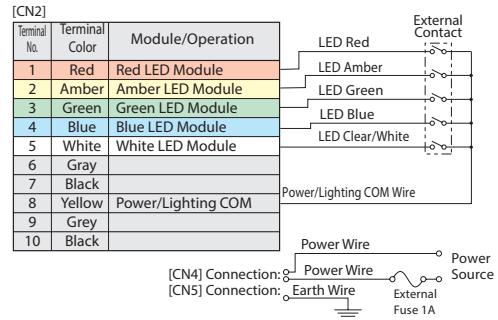 [CN2]
Terminal No. Terminal Color Module/Operation
1 Red Red LED Module
2 Amber Amber LED Module
3 Green Green LED Module
4 Blue Blue LED Module
5 White White LED Module
6 Gray
7 Black
8 Yellow Power/Lighting COM
9 Grey
10 Black
External Contact
LED Red
LED Amber
LED Green
LED Blue
LED Clear/White
Power/Lighting COM Wire
Power Wire
[CN4] Connection: Power Wire
[CN5] Connection: Earth Wire
Power Source
External Fuse 1A